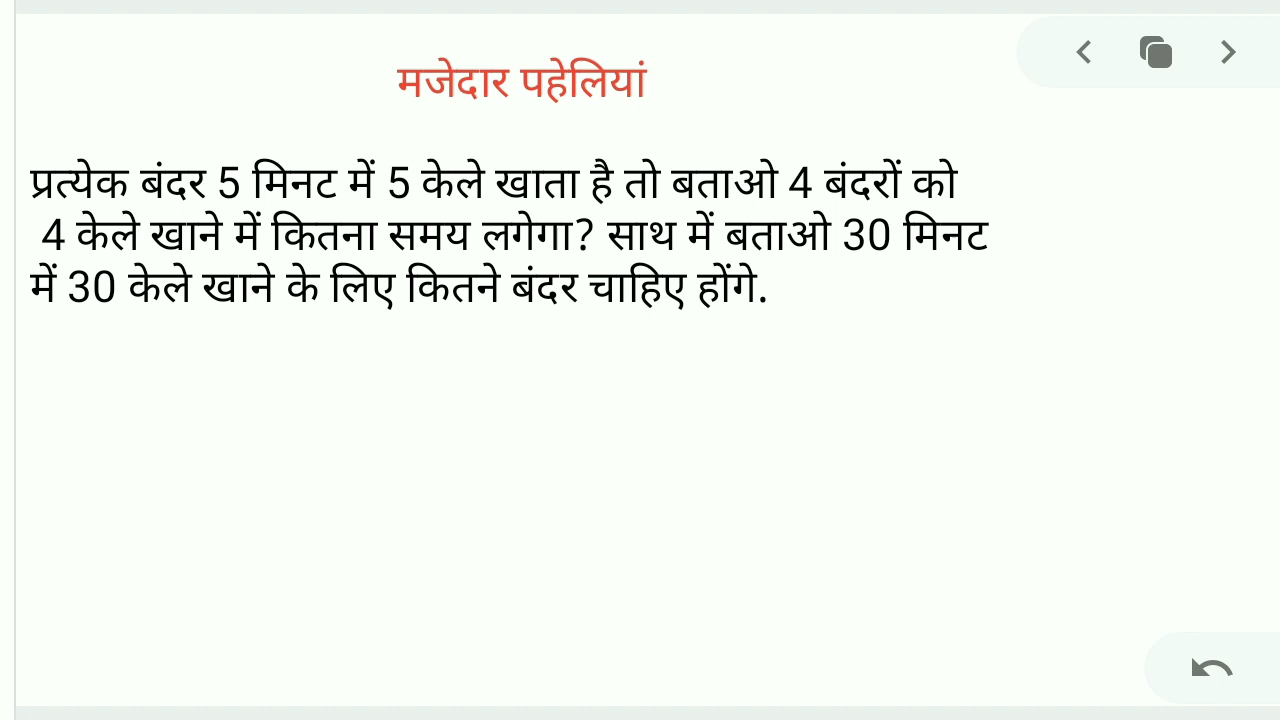 मजेदार पहेलियां
प्रत्येक बंदर 5 मिनट में 5 केले खाता है तो बताओ 4 बंदरों को
4 केले खाने में कितना समय लगेगा? साथ में बताओ 30 मिनट
में 30 केले खाने के लिए कितने बंदर चाहिए होंगे.